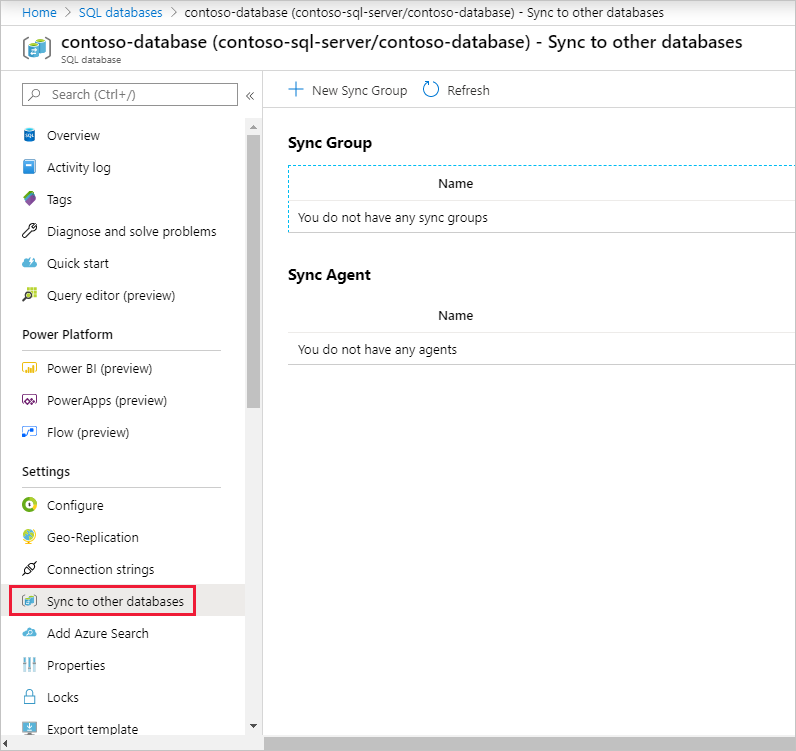 Home > SQL databases > contoso-database (contoso-sql-server/contoso-database) - Sync to other databases
contoso-database (contoso-sql-server/contoso-database) - Sync to other databases
SQL database
Search (Ctrl+/)
«
Overview
Activity log
Tags
Diagnose and solve problems
Quick start
Query editor (preview)
Power Platform
Power BI (preview)
PowerApps (preview)
Flow (preview)
Settings
Configure
Geo-Replication
Connection strings
Sync to other databases
Add Azure Search
Properties
Locks
Export template
New Sync Group
Refresh
Sync Group
Name
You do not have any sync groups
Sync Agent
Name
You do not have any agents